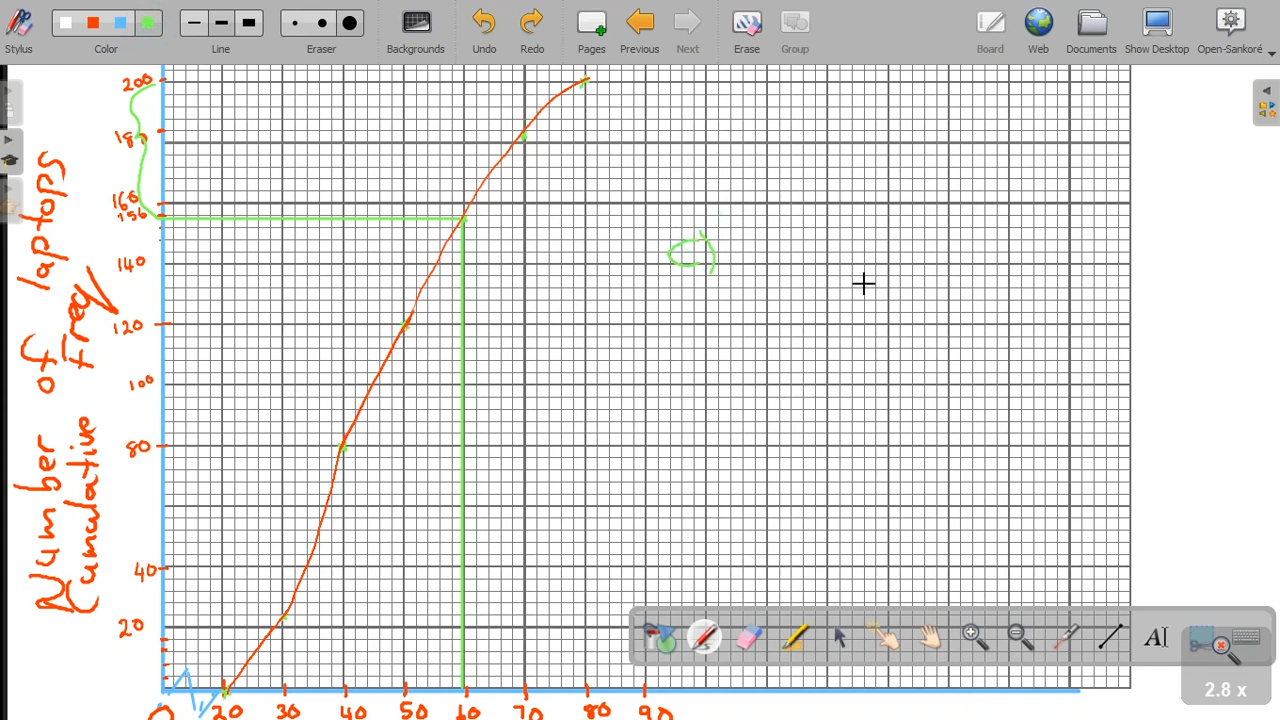 Stylus
Color
Line
Eraser
Backgrounds
Undo
Redo
Pages
Previous
Next
Erase
Group
Board
Web
Documents
Show Desktop
Open-Sankoré
200
180
160
156
140
120
100
80
40
20
Number of laptops
Cumulative Freq
0
20
30
40
50
60
70
80
90
2.8 x